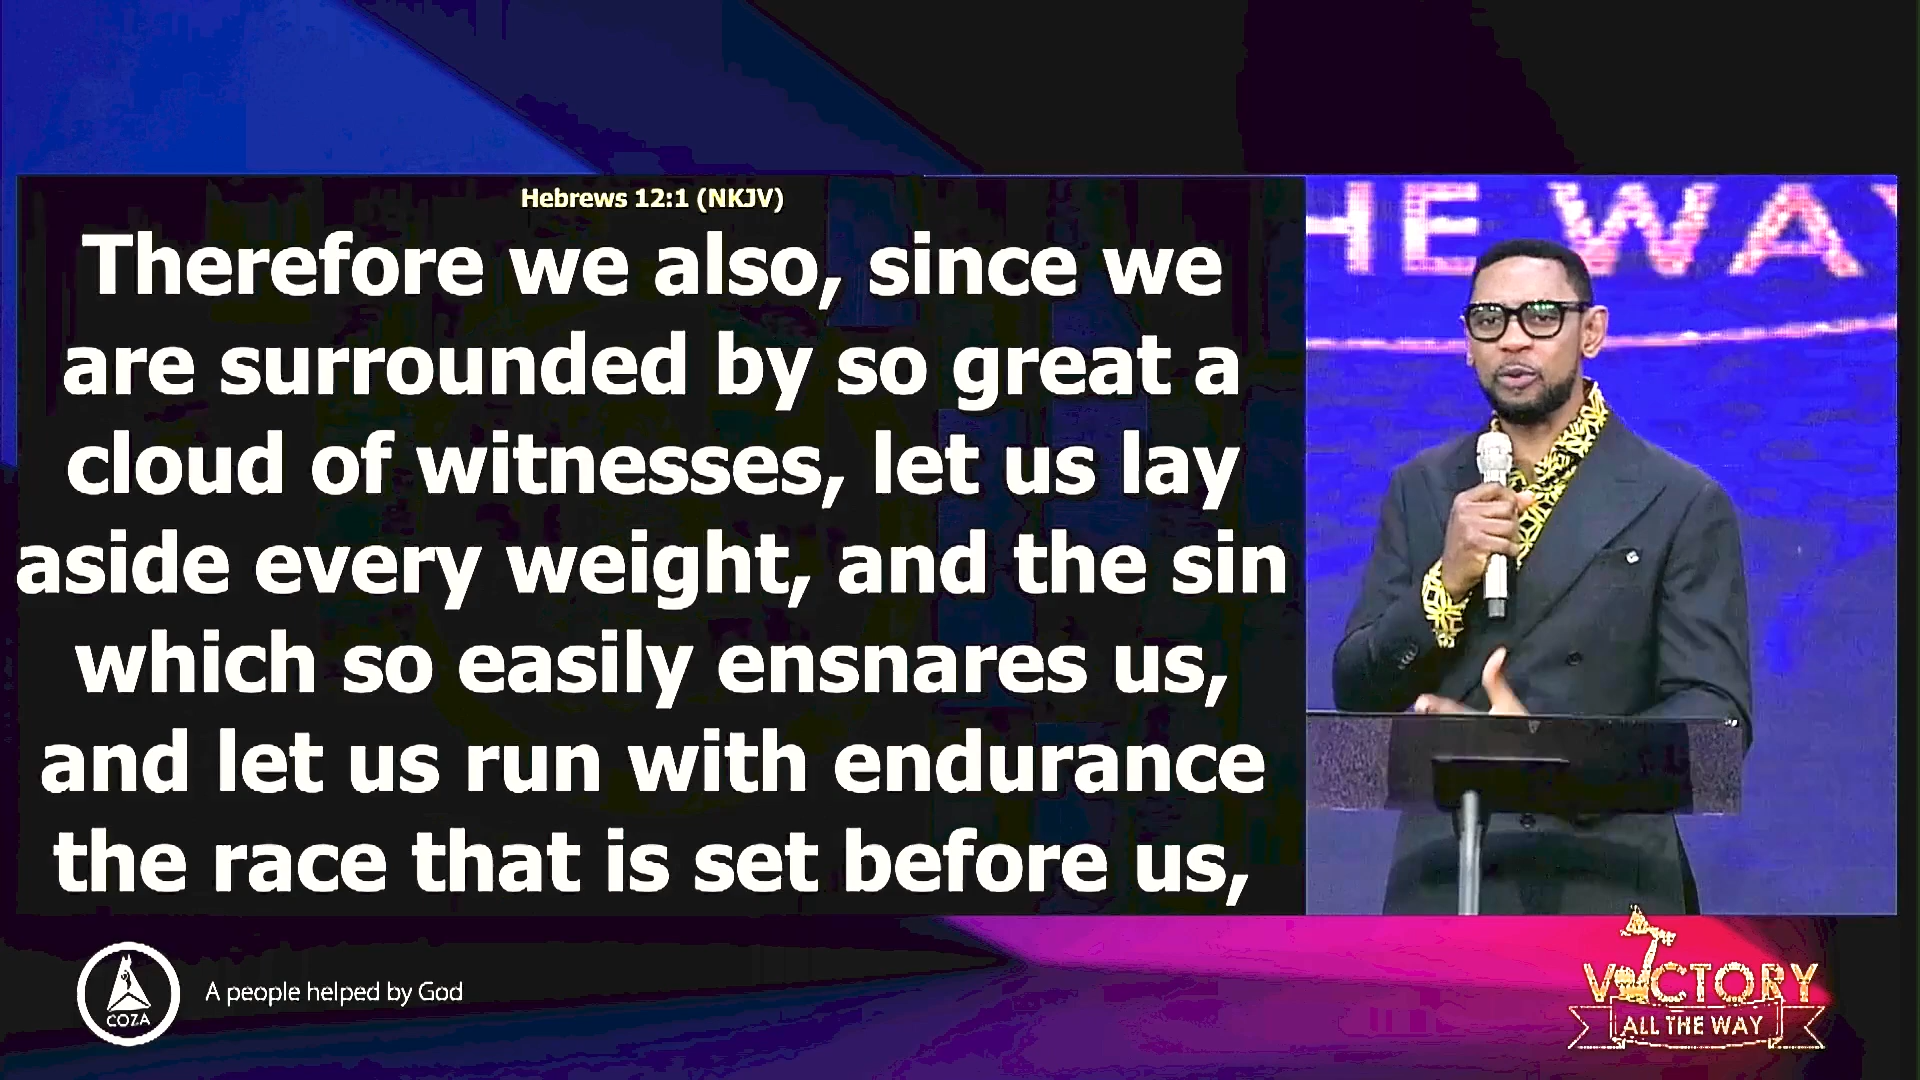 Hebrews 12:1 (NKJV)
Therefore we also, since we
are surrounded by so great a
cloud of witnesses, let us lay
aside every weight, and the sin
which so easily ensnares us,
and let us run with endurance
the race that is set before us,
HE WAY
COZA
A people helped by God
VICTORY
ALL THE WAY